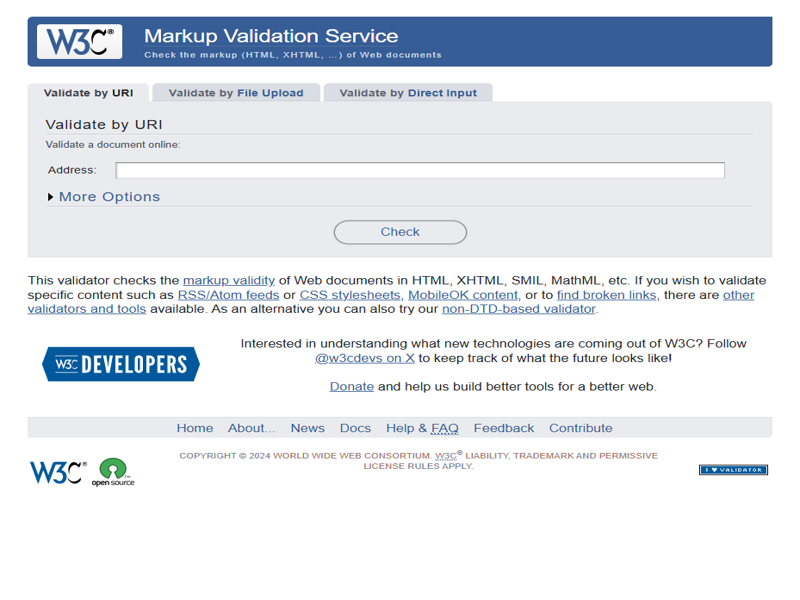 W3C®
Markup Validation Service
Check the markup (HTML, XHTML, …) of Web documents
Validate by URI
Validate by File Upload
Validate by Direct Input
Validate by URI
Validate a document online:
Address:
More Options
Check
This validator checks the markup validity of Web documents in HTML, XHTML, SMIL, MathML, etc. If you wish to validate
specific content such as RSS/Atom feeds or CSS stylesheets, MobileOK content, or to find broken links, there are other
validators and tools available. As an alternative you can also try our non-DTD-based validator.
W3C DEVELOPERS
Interested in understanding what new technologies are coming out of W3C? Follow
@w3cdevs on X to keep track of what the future looks like!
Donate and help us build better tools for a better web.
Home About... News Docs Help & FAQ Feedback Contribute
W3C®
open source
COPYRIGHT © 2024 WORLD WIDE WEB CONSORTIUM. W3C® LIABILITY, TRADEMARK AND PERMISSIVE
LICENSE RULES APPLY.
I ♥ VALIDATOR